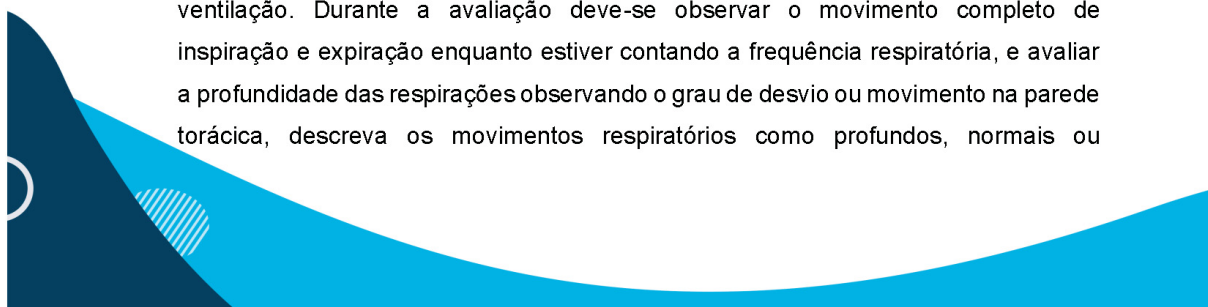 ventilação. Durante a avaliação deve-se observar o movimento completo de
inspiração e expiração enquanto estiver contando a frequência respiratória, e avaliar
a profundidade das respirações observando o grau de desvio ou movimento na parede
torácica, descreva os movimentos respiratórios como profundos, normais ou